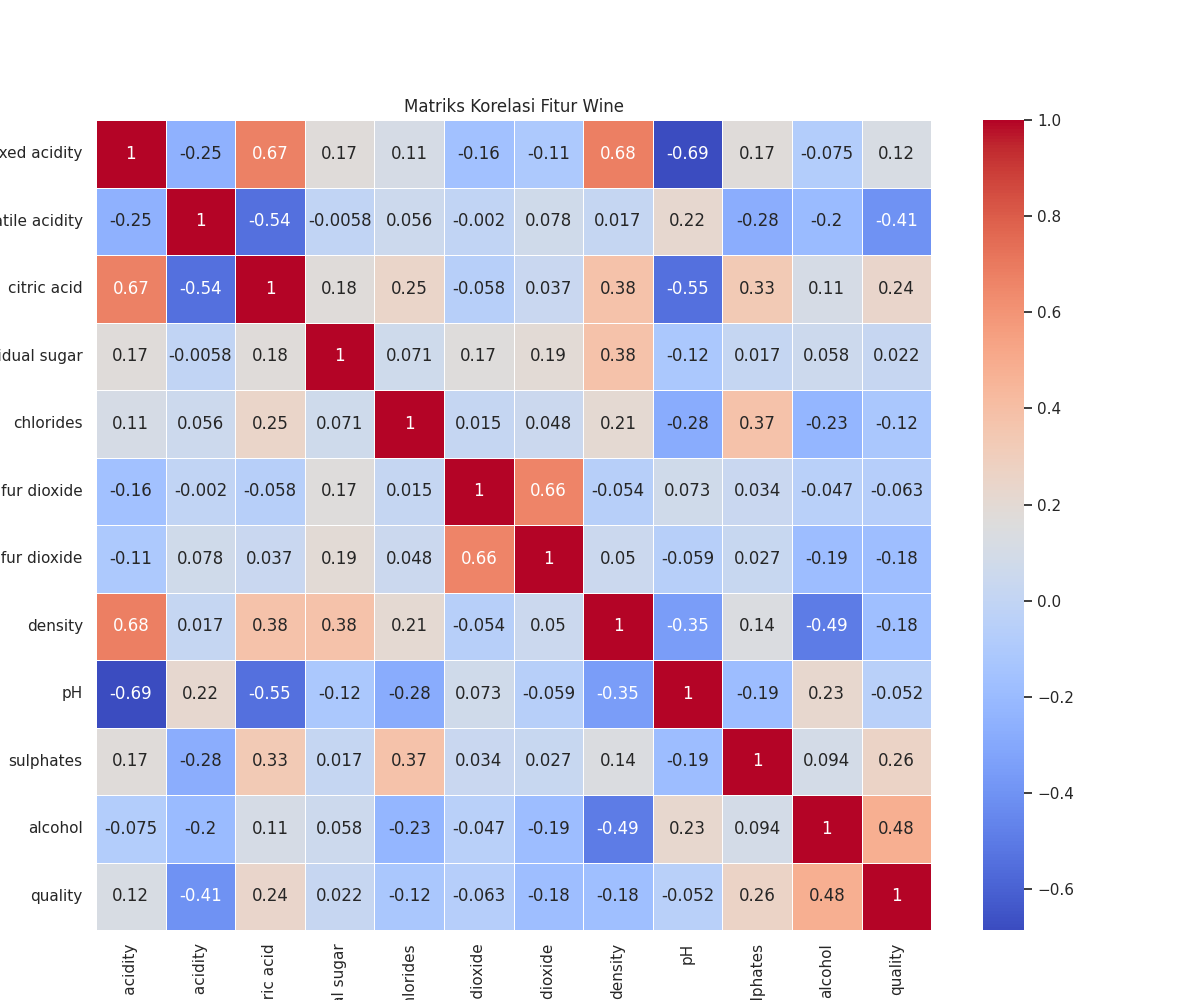 Matriks Korelasi Fitur Wine
xed acidity 1 -0.25 0.67 0.17 0.11 -0.16 -0.11 0.68 -0.69 0.17 -0.075 0.12
atile acidity -0.25 1 -0.54 -0.0058 0.056 -0.002 0.078 0.017 0.22 -0.28 -0.2 -0.41
citric acid 0.67 -0.54 1 0.18 0.25 -0.058 0.037 0.38 -0.55 0.33 0.11 0.24
idual sugar 0.17 -0.0058 0.18 1 0.071 0.17 0.19 0.38 -0.12 0.017 0.058 0.022
chlorides 0.11 0.056 0.25 0.071 1 0.015 0.048 0.21 -0.28 0.37 -0.23 -0.12
fur dioxide -0.16 -0.002 -0.058 0.17 0.015 1 0.66 -0.054 0.073 0.034 -0.047 -0.063
fur dioxide -0.11 0.078 0.037 0.19 0.048 0.66 1 0.05 -0.059 0.027 -0.19 -0.18
density 0.68 0.017 0.38 0.38 0.21 -0.054 0.05 1 -0.35 0.14 -0.49 -0.18
pH -0.69 0.22 -0.55 -0.12 -0.28 0.073 -0.059 -0.35 1 -0.19 0.23 -0.052
sulphates 0.17 -0.28 0.33 0.017 0.37 0.034 0.027 0.14 -0.19 1 0.094 0.26
alcohol -0.075 -0.2 0.11 0.058 -0.23 -0.047 -0.19 -0.49 0.23 0.094 1 0.48
quality 0.12 -0.41 0.24 0.022 -0.12 -0.063 -0.18 -0.18 -0.052 0.26 0.48 1
acidity
acidity
ric acid
al sugar
hlorides
dioxide
dioxide
density
pH
lphates
alcohol
quality
1.0
0.8
0.6
0.4
0.2
0.0
−0.2
−0.4
−0.6